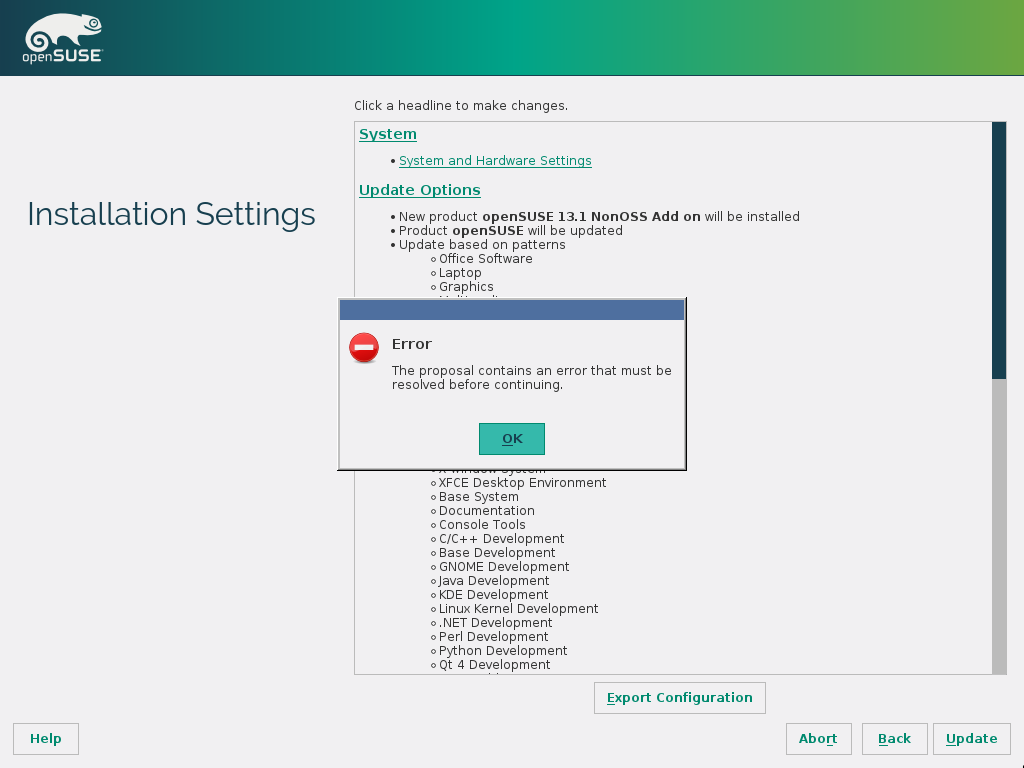 openSUSE
Click a headline to make changes.
System
• System and Hardware Settings
Update Options
Installation Settings
• New product openSUSE 13.1 NonOSS Add on will be installed
• Product openSUSE will be updated
• Update based on patterns
Office Software
Laptop
Graphics
Error
The proposal contains an error that must be
resolved before continuing.
OK
XFCE Desktop Environment
Base System
Documentation
Console Tools
C/C++ Development
Base Development
GNOME Development
Java Development
KDE Development
Linux Kernel Development
.NET Development
Perl Development
Python Development
Qt 4 Development
Export Configuration
Help
Abort
Back
Update